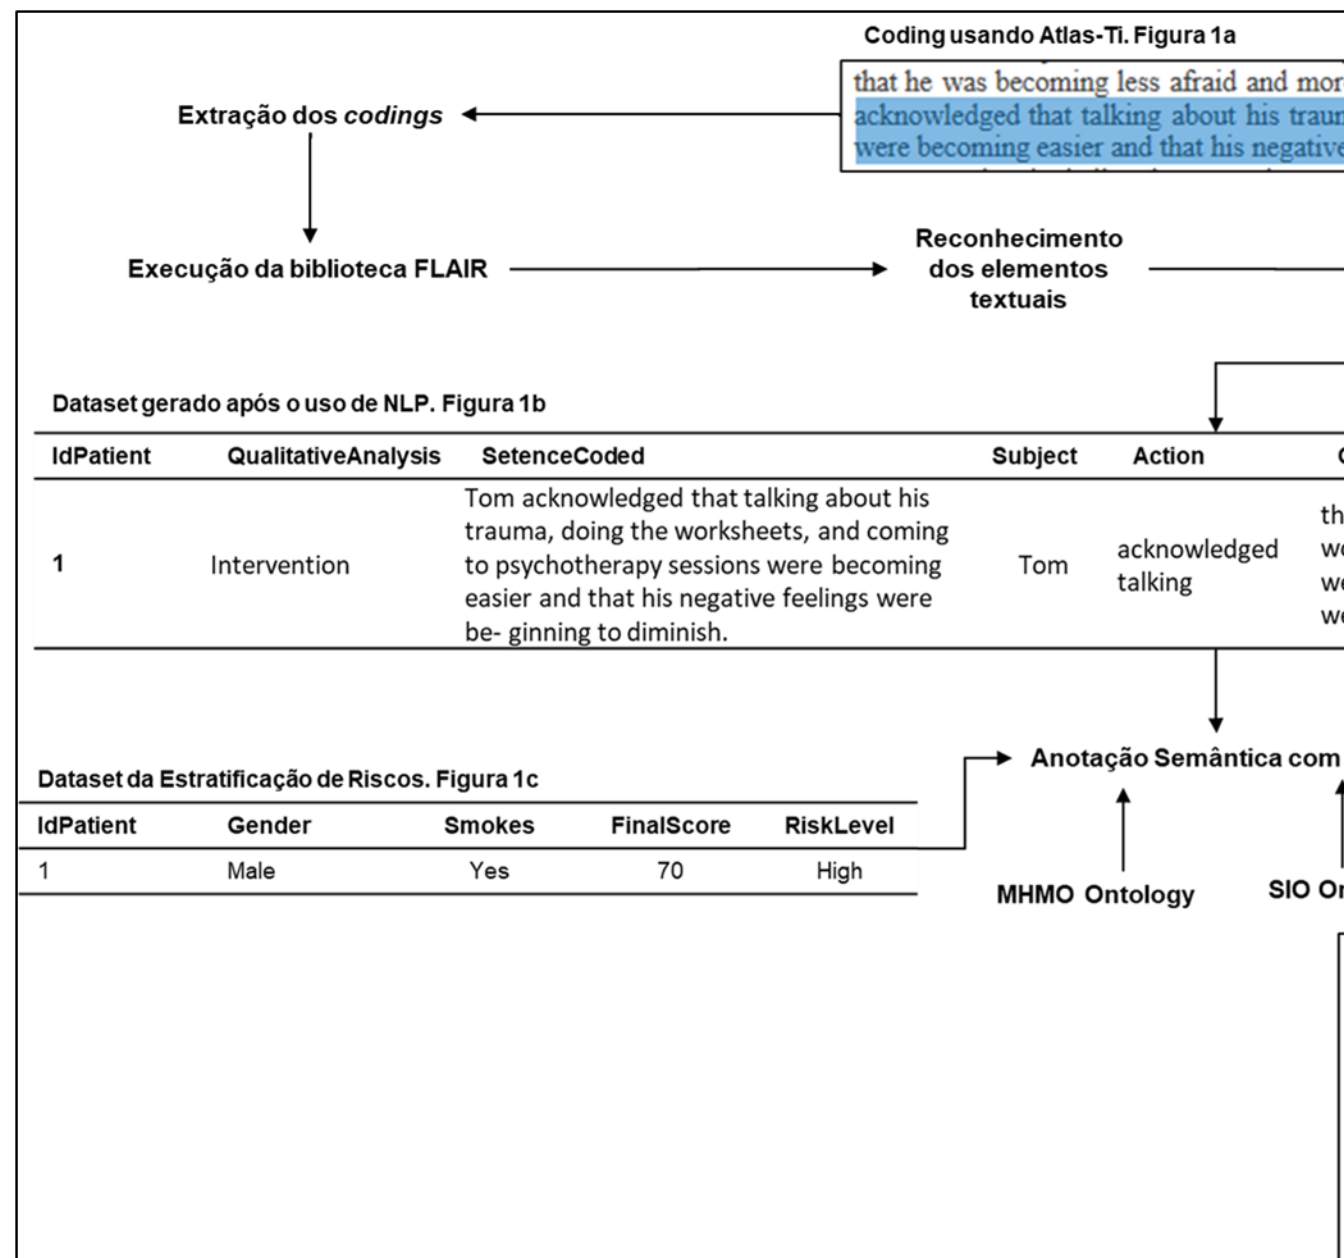 Coding usando Atlas-Ti. Figura 1a
that he was becoming less afraid and
acknowledged that talking about his
were becoming easier and that his negative
Extração dos codings
Execução da biblioteca FLAIR
Reconhecimento
dos elementos
textuais
Dataset gerado após o uso de NLP. Figura 1b
IdPatient QualitativeAnalysis SetenceCoded Subject Action
Tom acknowledged that talking about his
trauma, doing the worksheets, and coming
to psychotherapy sessions were becoming
easier and that his negative feelings were
be- ginning to diminish.
1 Intervention Tom
acknowledged
talking
Anotação Semântica com
Dataset da Estratificação de Riscos. Figura 1c
IdPatient Gender Smokes FinalScore RiskLevel
1 Male Yes 70 High
MHMO Ontology
SIO